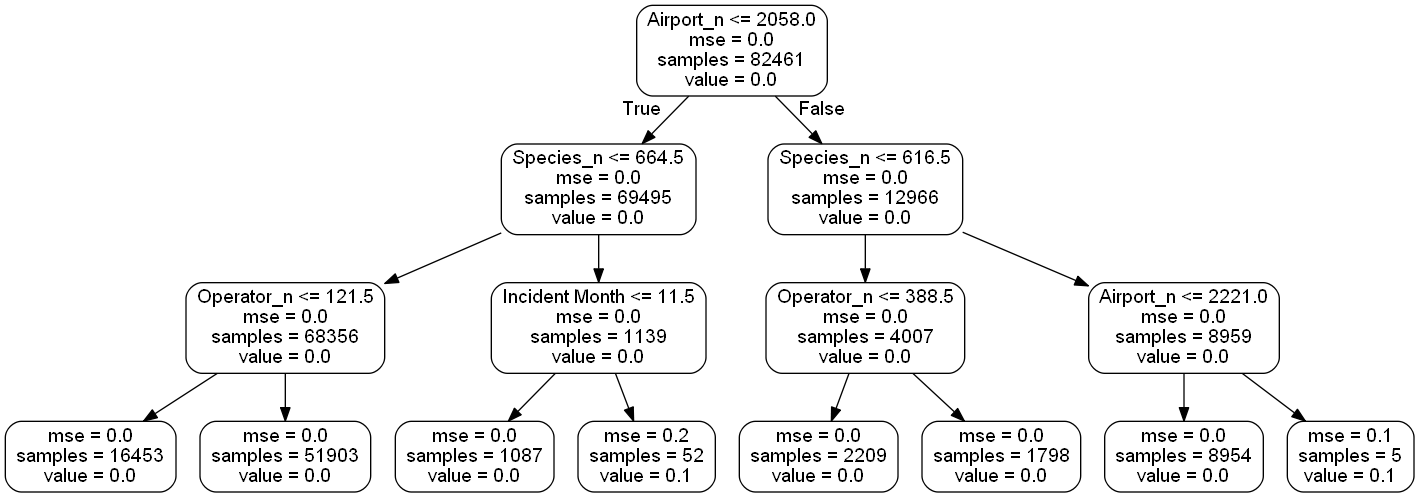 Airport_n <= 2058.0
mse = 0.0
samples = 82461
value = 0.0
True
False
Species_n <= 664.5
mse = 0.0
samples = 69495
value = 0.0
Species_n <= 616.5
mse = 0.0
samples = 12966
value = 0.0
Operator_n <= 121.5
mse = 0.0
samples = 68356
value = 0.0
Incident Month <= 11.5
mse = 0.0
samples = 1139
value = 0.0
Operator_n <= 388.5
mse = 0.0
samples = 4007
value = 0.0
Airport_n <= 2221.0
mse = 0.0
samples = 8959
value = 0.0
mse = 0.0
samples = 16453
value = 0.0
mse = 0.0
samples = 51903
value = 0.0
mse = 0.0
samples = 1087
value = 0.0
mse = 0.2
samples = 52
value = 0.1
mse = 0.0
samples = 2209
value = 0.0
mse = 0.0
samples = 1798
value = 0.0
mse = 0.0
samples = 8954
value = 0.0
mse = 0.1
samples = 5
value = 0.1